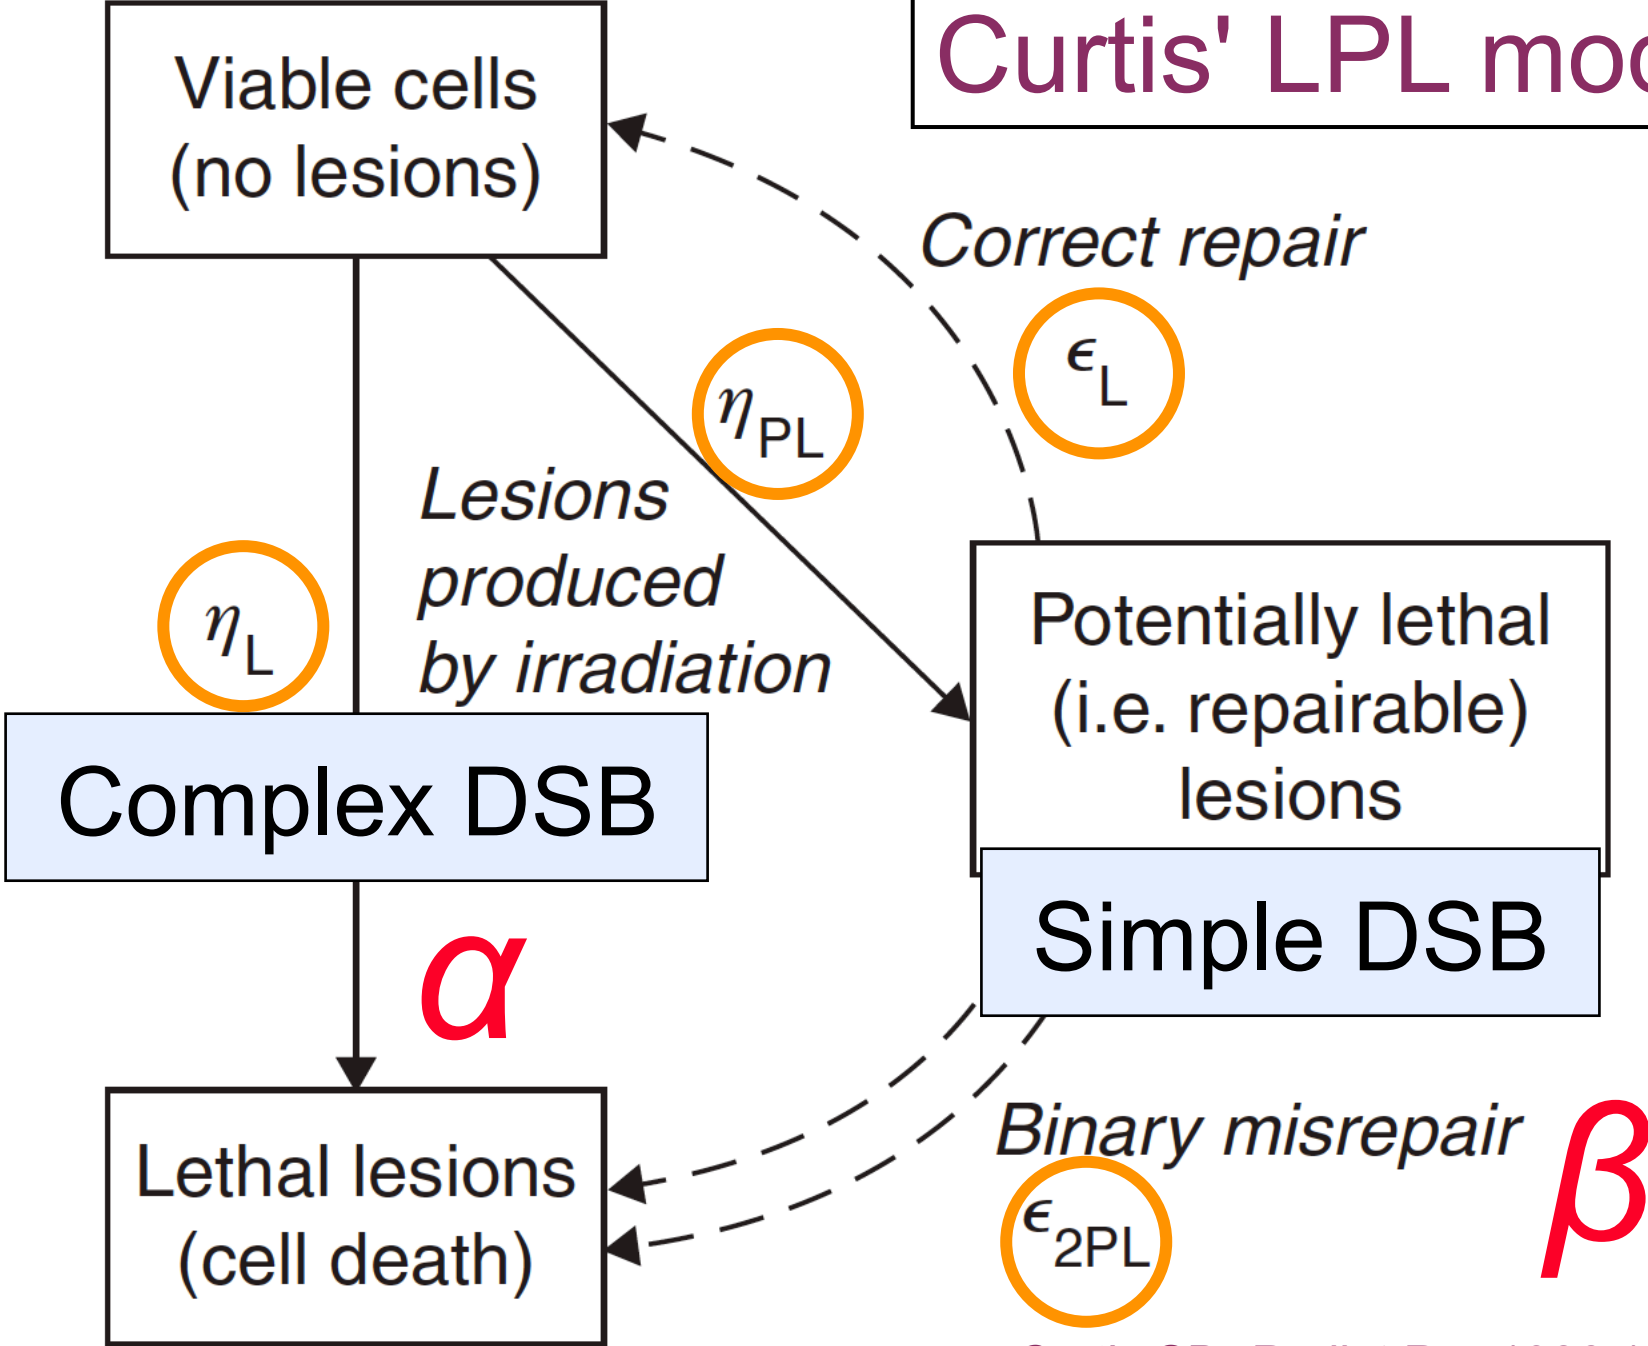 Curtis' LPL
Viable cells
(no lesions)
Correct repair
ϵL
ηPL
Lesions
produced
by irradiation
ηL
Potentially lethal
(i.e. repairable)
lesions
Complex DSB
Simple DSB
α
Binary misrepair
β
ϵ2PL
Lethal lesions
(cell death)